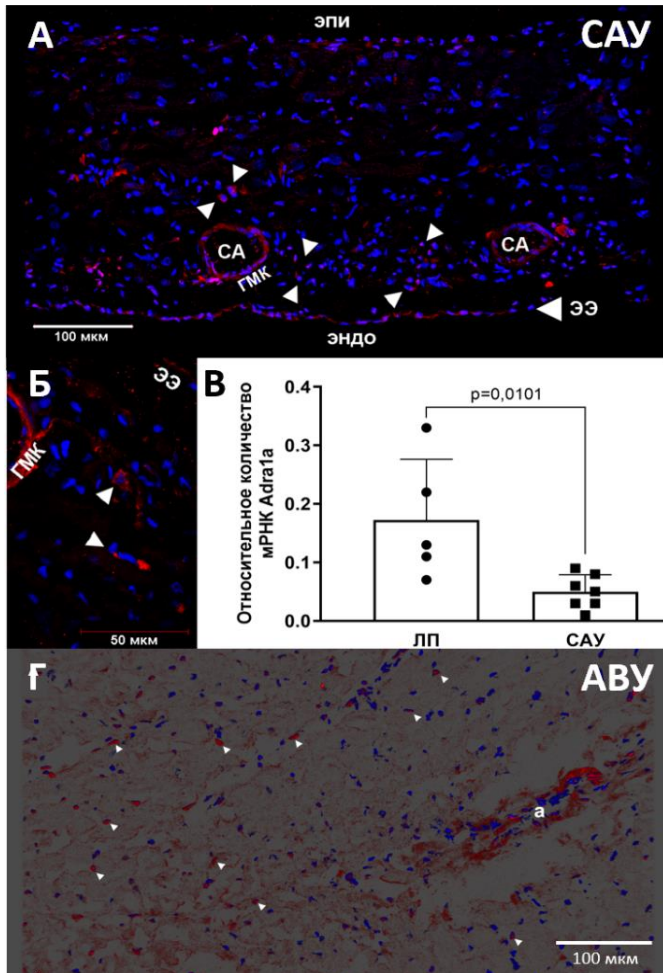 А
эпи
САУ
СА
ГМК
СА
100 мкм
эндо
ЭЭ
Б
ЭЭ
ГМК
50 мкм
В
Относительное количество
мРНК Adra1a
0.4
0.3
0.2
0.1
0.0
p=0,0101
ЛП
САУ
Г
АВУ
а
100 мкм